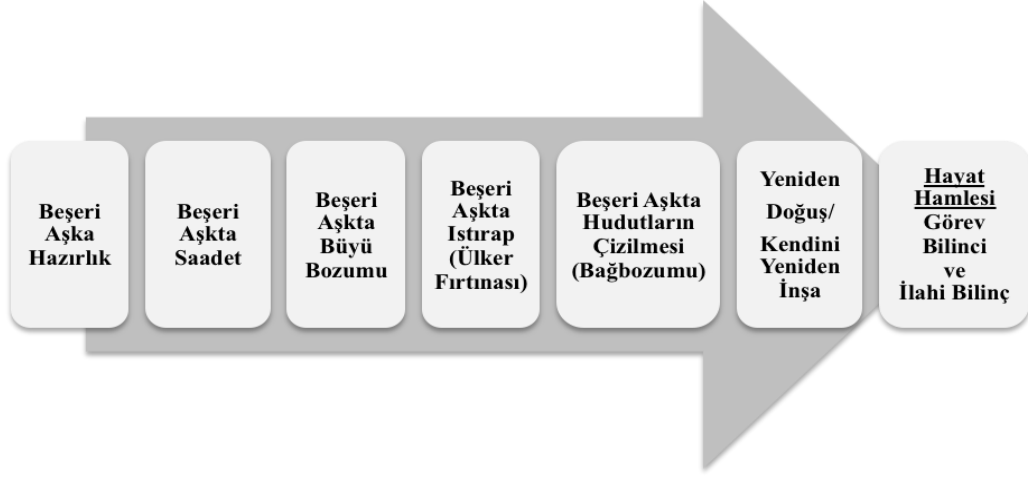 Beşeri
Aşka
Hazırlık
Beşeri
Aşkta
Saadet
Beşeri
Aşkta
Büyü
Bozumu
Beşeri
Aşkta
Istırap
(Ülker
Fırtınası)
Beşeri Aşkta
Hudutların
Çizilmesi
(Bağbozumu)
Yeniden
Doğuş/
Kendini
Yeniden
İnşa
Hayat
Hamlesi
Görev
Bilinci
ve
İlahi Bilinç